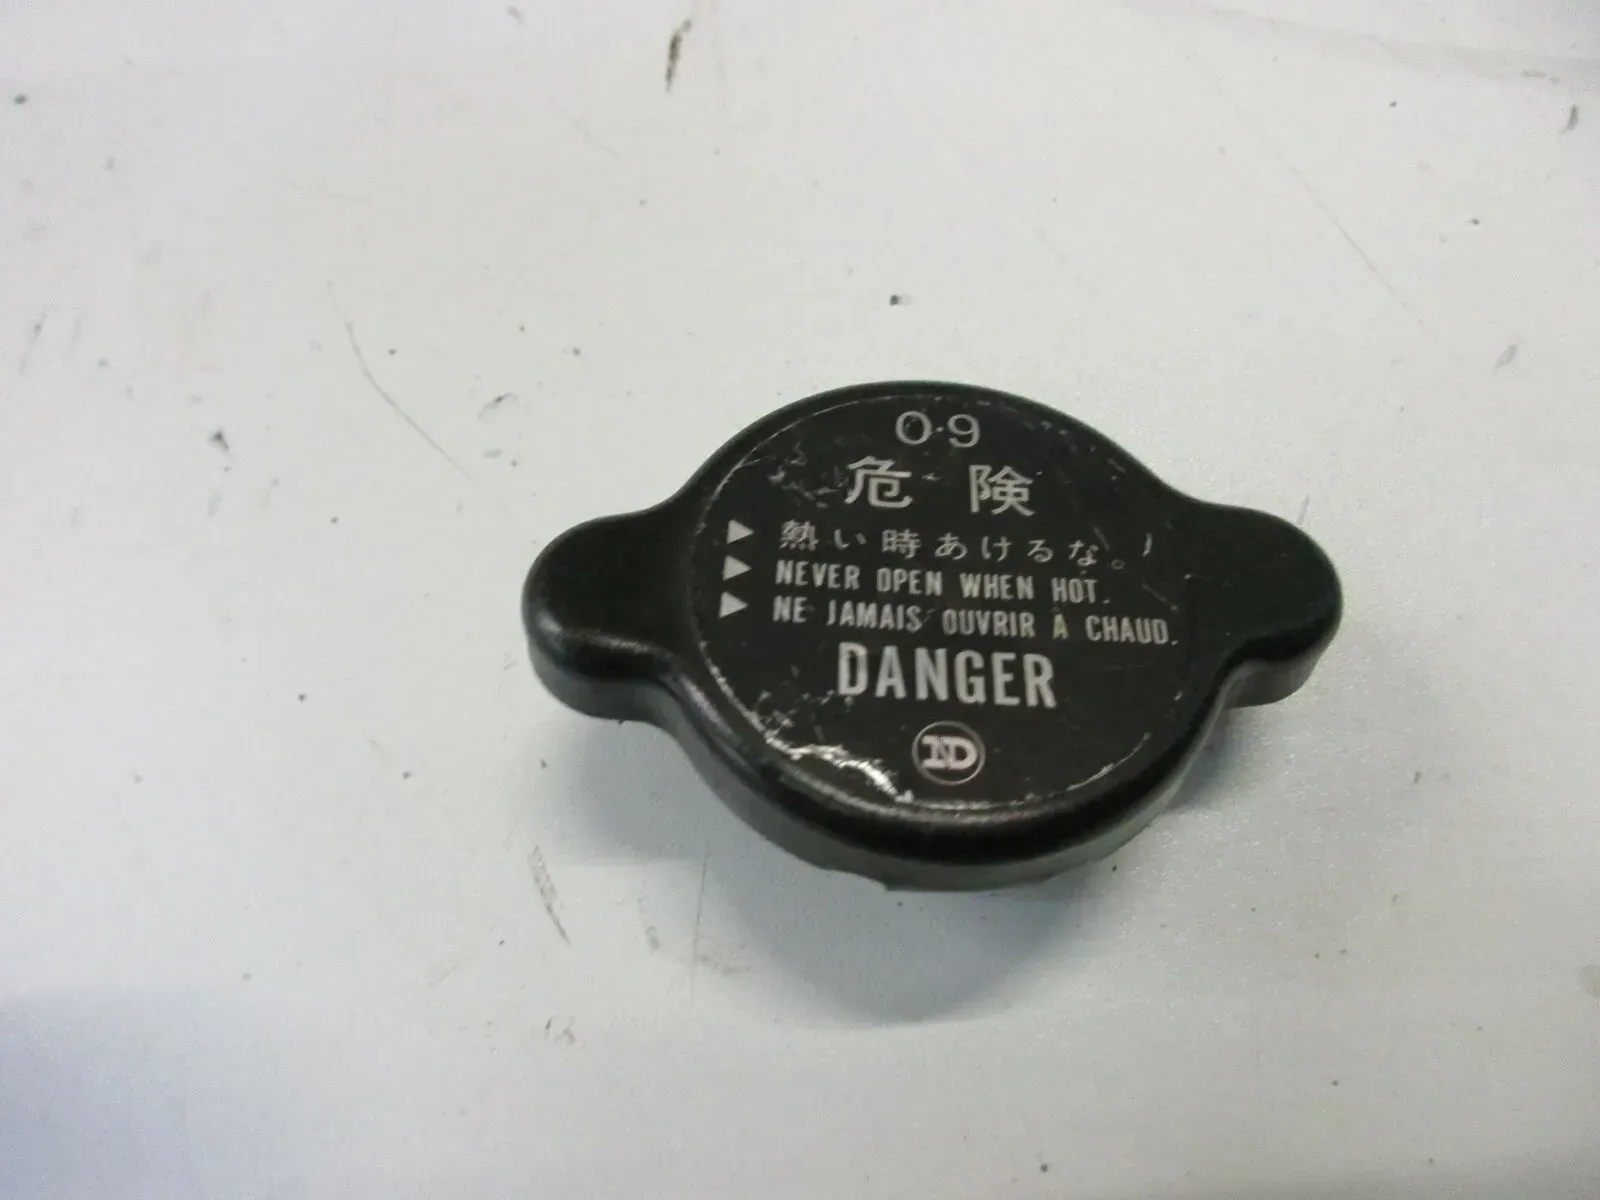 0.9
危険
▶ 熱い時あけるな。
▶ NEVER OPEN WHEN HOT.
▶ NE JAMAIS OUVRIR À CHAUD.
DANGER
ND